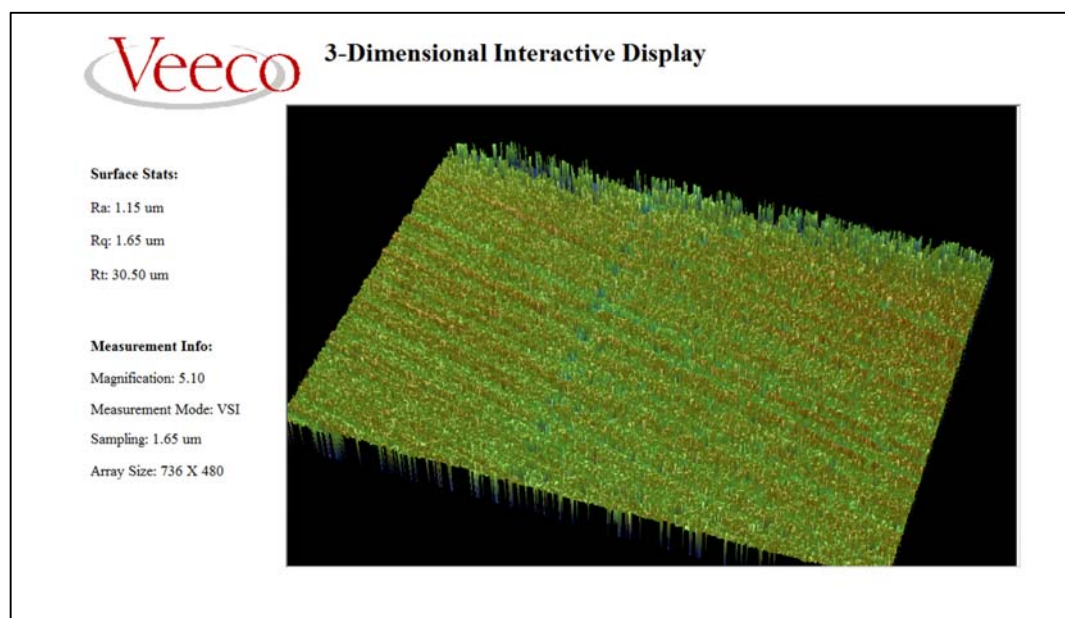 Veeco
3-Dimensional Interactive Display
Surface Stats:
Ra: 1.15 um
Rq: 1.65 um
Rt: 30.50 um
Measurement Info:
Magnification: 5.10
Measurement Mode: VSI
Sampling: 1.65 um
Array Size: 736 X 480